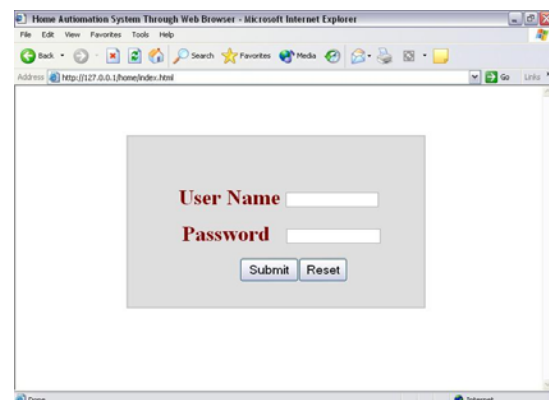 Home Autiomation System Through Web Browser - Microsoft Internet Explorer
File Edit View Favorites Tools Help
Back Search Favorites Media
Address http://127.0.0.1/home/index.html Go Links
User Name
Password
Submit Reset
Done Internet